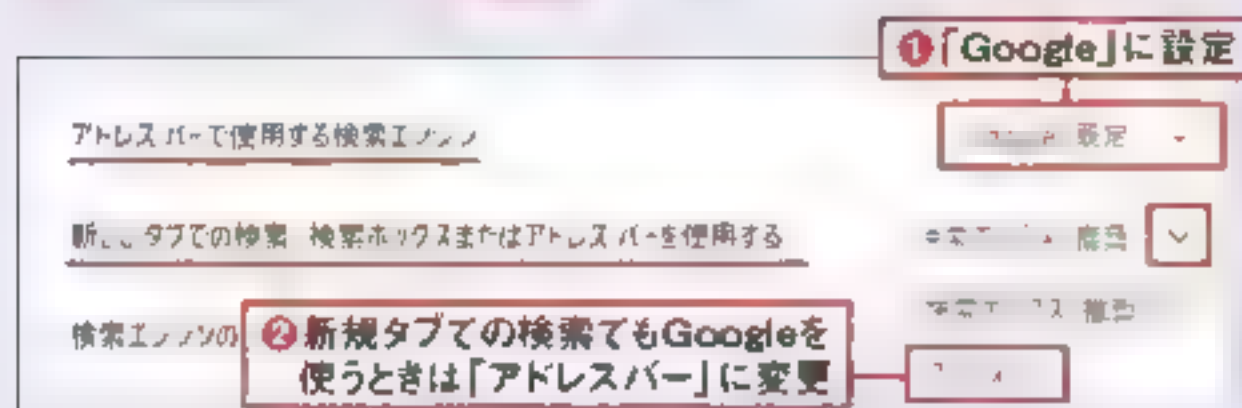 ❶「Google」に設定
アドレスバーで使用する検索エンジン
新しいタブでの検索 検索ボックスまたはアドレスバーを使用する
検索エンジンの
❷新規タブでの検索でもGoogleを
使うときは「アドレスバー」に変更